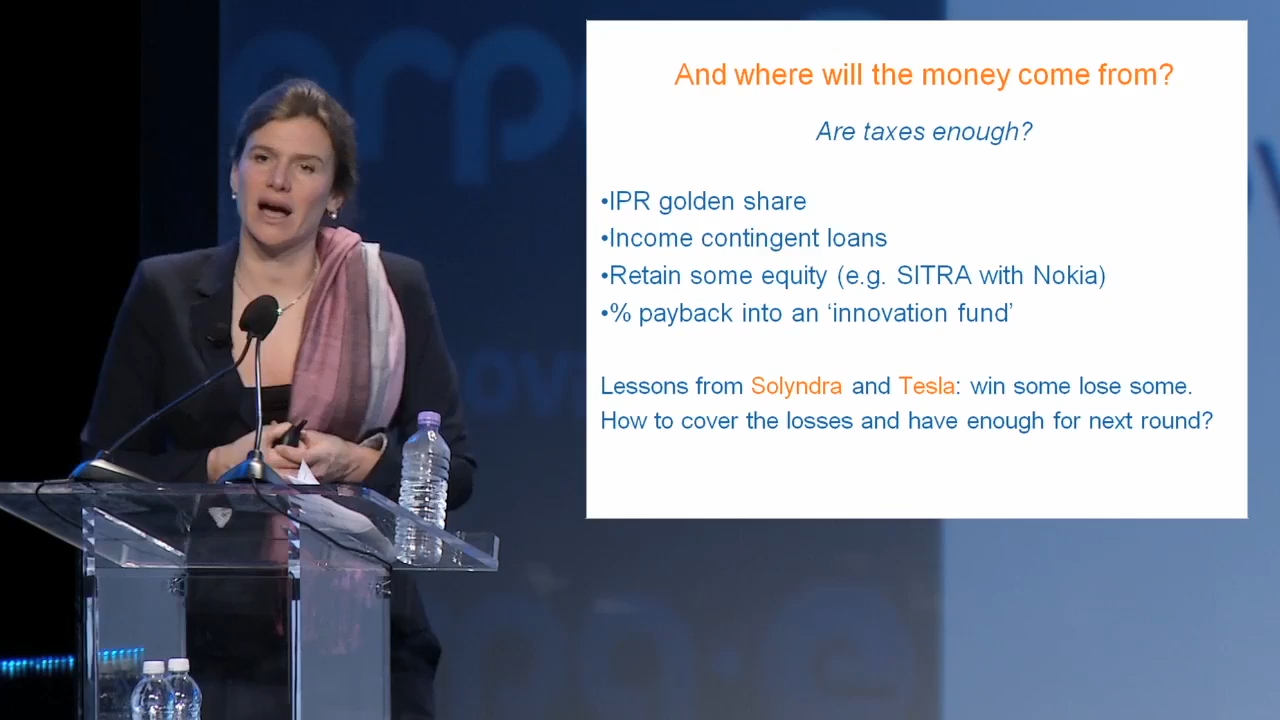 And where will the money come from?
Are taxes enough?
•IPR golden share
•Income contingent loans
•Retain some equity (e.g. SITRA with Nokia)
•% payback into an 'innovation fund'
Lessons from Solyndra and Tesla: win some lose some.
How to cover the losses and have enough for next round?